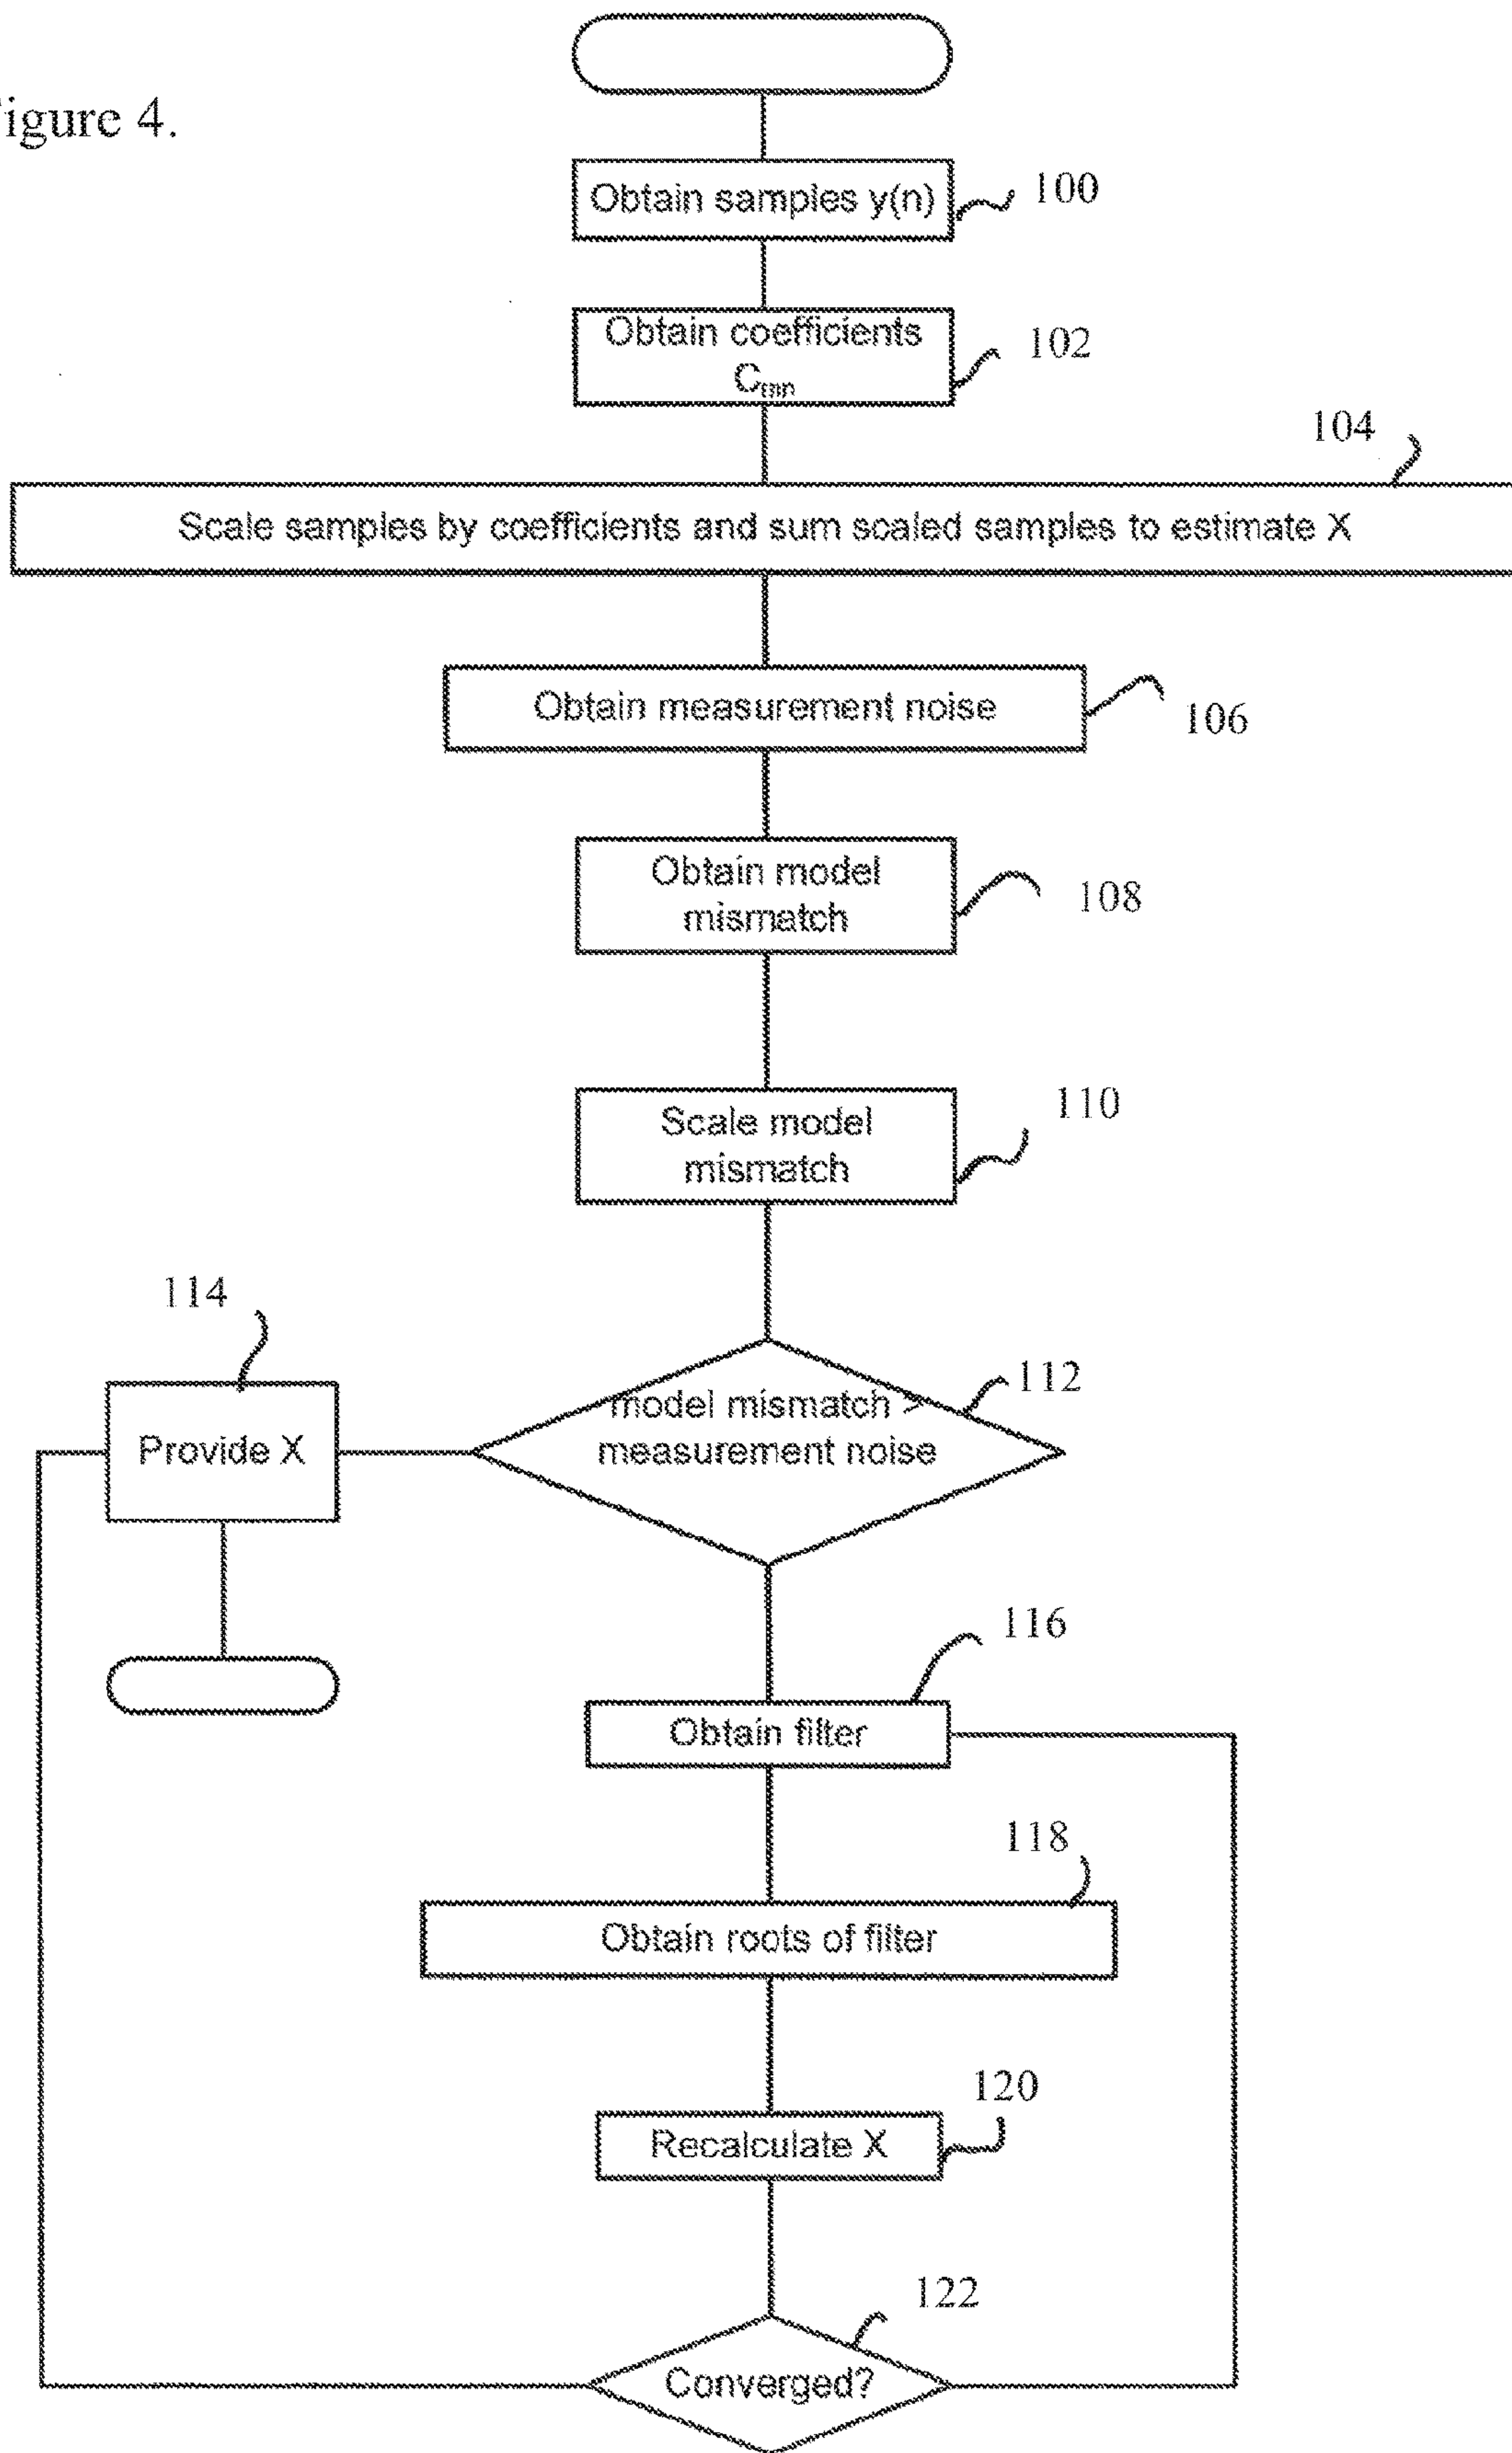 igure 4.
Obtain samples y(n)
100
Obtain coefficients
Cmn
102
104
Scale samples by coefficients and sum scaled samples to estimate X
Obtain measurement noise
106
Obtain model
mismatch
108
Scale model
mismatch
110
114
Provide X
model mismatch >
measurement noise
112
116
Obtain filter
118
Obtain roots of filter
120
Recalculate X
122
Converged?